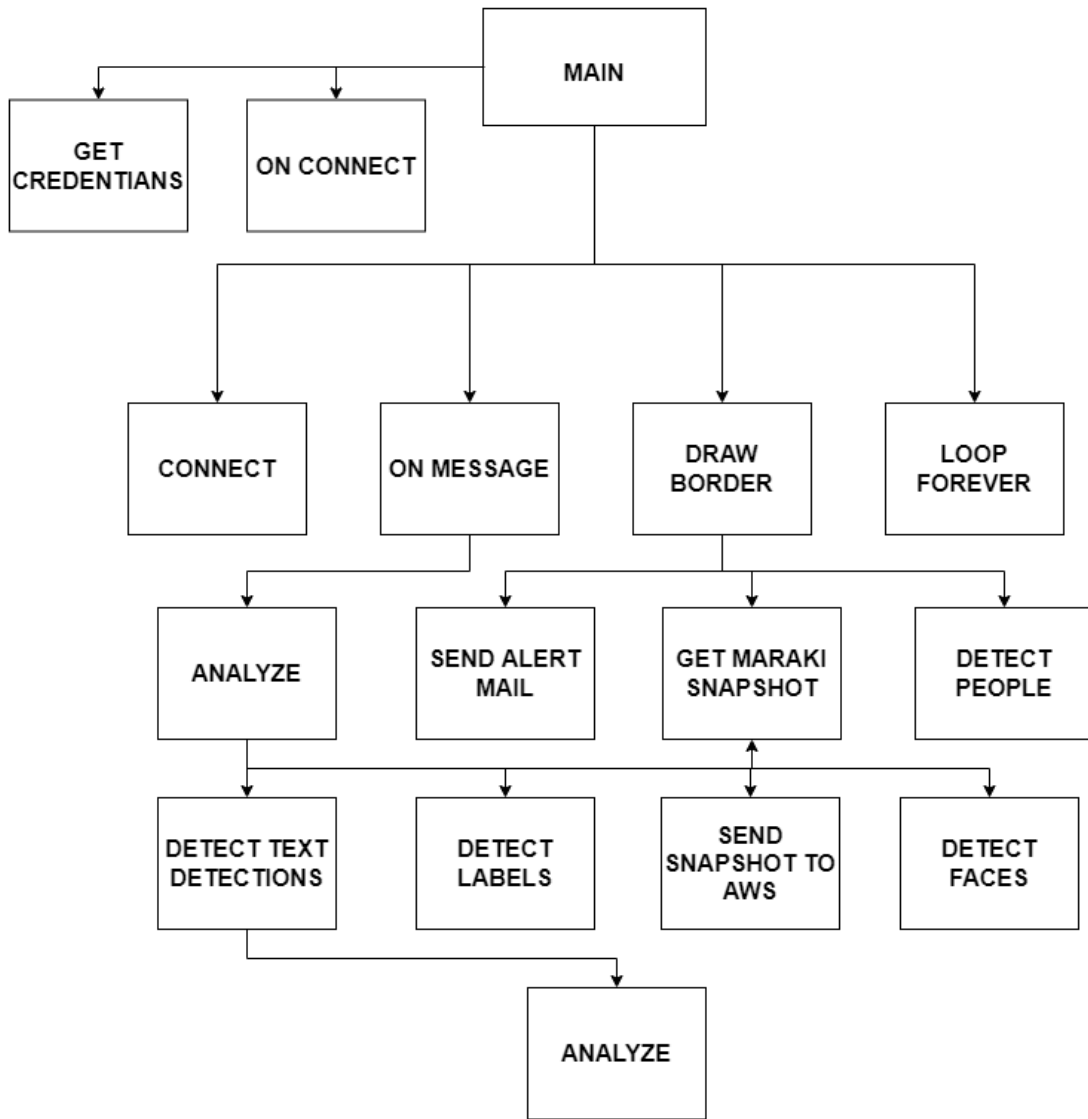 MAIN
GET
CREDENTIANS
ON CONNECT
CONNECT
ON MESSAGE
DRAW
BORDER
LOOP
FOREVER
ANALYZE
SEND ALERT
MAIL
GET MARAKI
SNAPSHOT
DETECT
PEOPLE
DETECT TEXT
DETECTIONS
DETECT
LABELS
SEND
SNAPSHOT TO
AWS
DETECT
FACES
ANALYZE